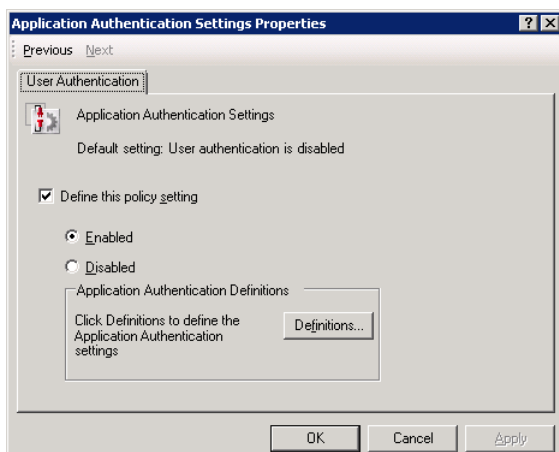 Application Authentication Settings Properties
Previous Next
User Authentication
Application Authentication Settings
Default setting: User authentication is disabled
Define this policy setting
Enabled
Disabled
Application Authentication Definitions
Click Definitions to define the
Application Authentication
settings
Definitions...
OK Cancel Apply